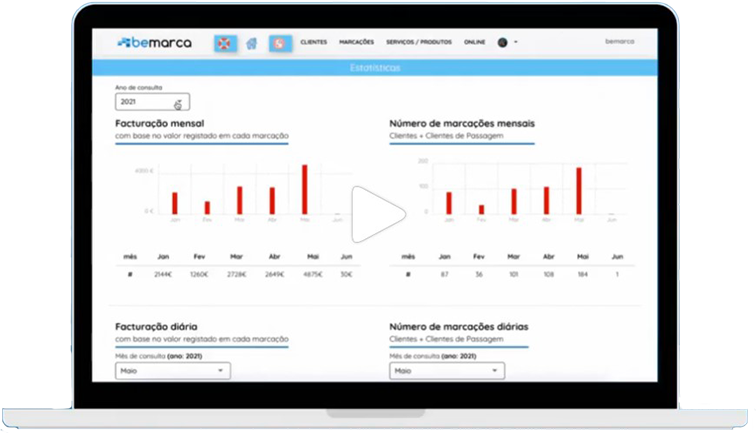 bemarca CLIENTES MARCAÇÕES SERVIÇOS / PRODUTOS ONLINE bemarca
Estatísticas
Ano de consulta
2021
Facturação mensal
com base no valor registado em cada marcação
4000 €
0 €
Jan Fev Mar Abr Mai Jun
mês Jan Fev Mar Abr Mai Jun
# 2144€ 1260€ 2728€ 2649€ 4875€ 30€
Número de marcações mensais
Clientes + Clientes de Passagem
200
100
0
Jan Fev Mar Abr Mai Jun
mês Jan Fev Mar Abr Mai Jun
# 87 36 101 108 184 1
Facturação diária
com base no valor registado em cada marcação
Mês de consulta (ano: 2021)
Maio
Número de marcações diárias
Clientes + Clientes de Passagem
Mês de consulta (ano: 2021)
Maio